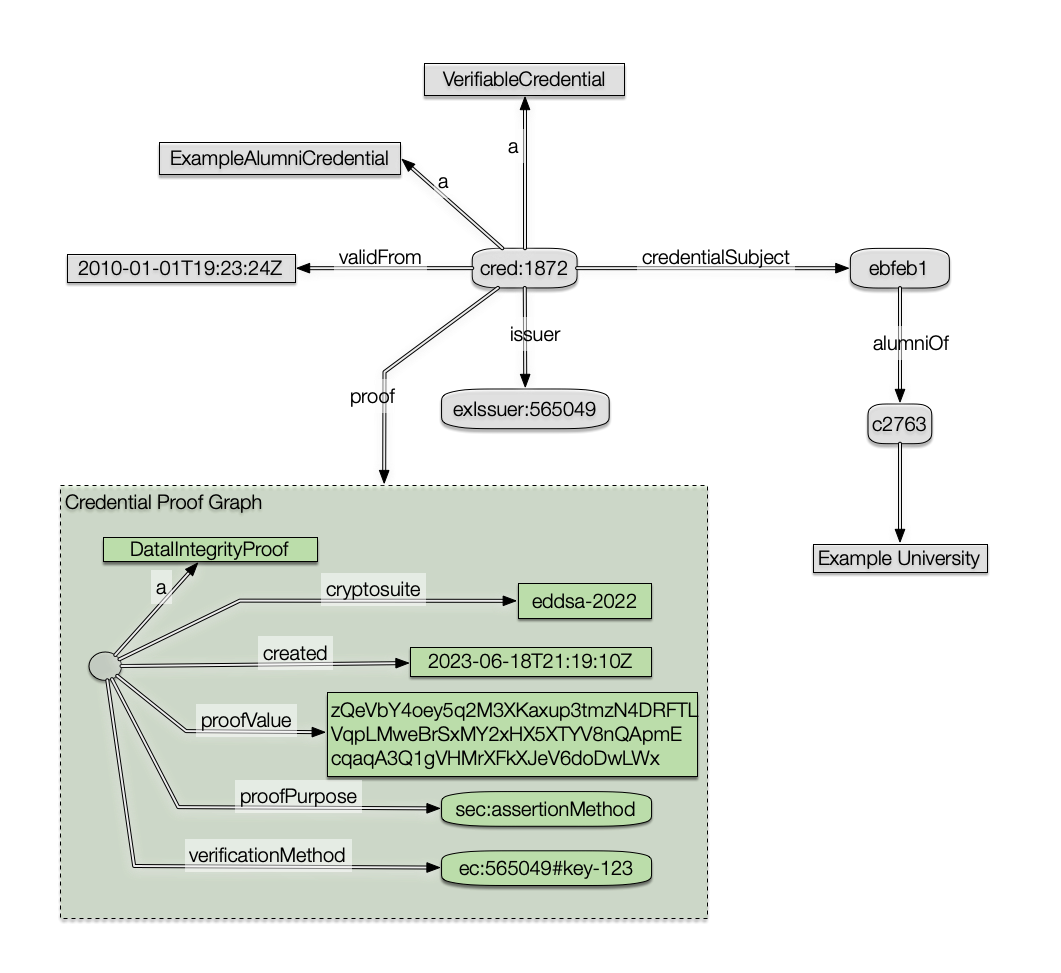 VerifiableCredential
a
ExampleAlumniCredential
a
2010-01-01T19:23:24Z
validFrom
cred:1872
credentialSubject
ebfeb1
issuer
alumniOf
proof
exIssuer:565049
c2763
Credential Proof Graph
DataIIntegrityProof
Example University
a
cryptosuite
eddsa-2022
created
2023-06-18T21:19:10Z
proofValue
zQeVbY4oey5q2M3XKaxup3tmzN4DRFTL
VqpLMweBrSxMY2xHX5XTYV8nQApmE
cqaqA3Q1gVHMrXFkXJeV6doDwLWx
proofPurpose
sec:assertionMethod
verificationMethod
ec:565049#key-123